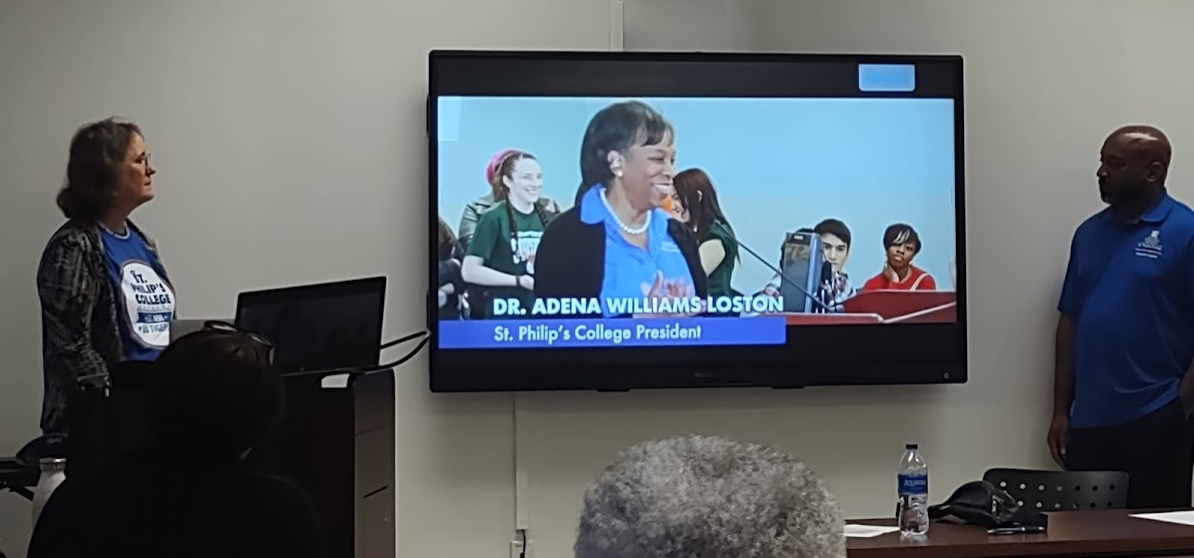 DR. ADENA WILLIAMS LOSTON
St. Philip's College President
ST.
PHILIP'S
COLLEGE
AQUAFINA